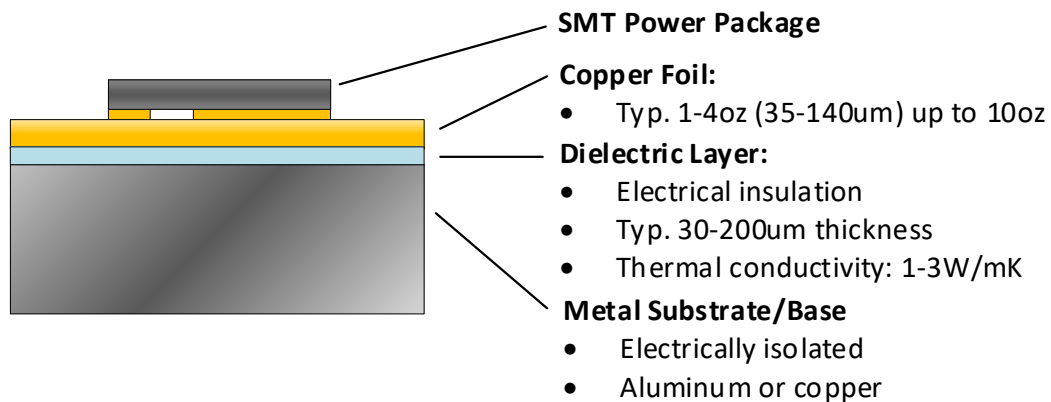 SMT Power Package
Copper Foil:
• Typ. 1-4oz (35-140um) up to 10oz
Dielectric Layer:
• Electrical insulation
• Typ. 30-200um thickness
• Thermal conductivity: 1-3W/mK
Metal Substrate/Base
• Electrically isolated
• Aluminum or copper